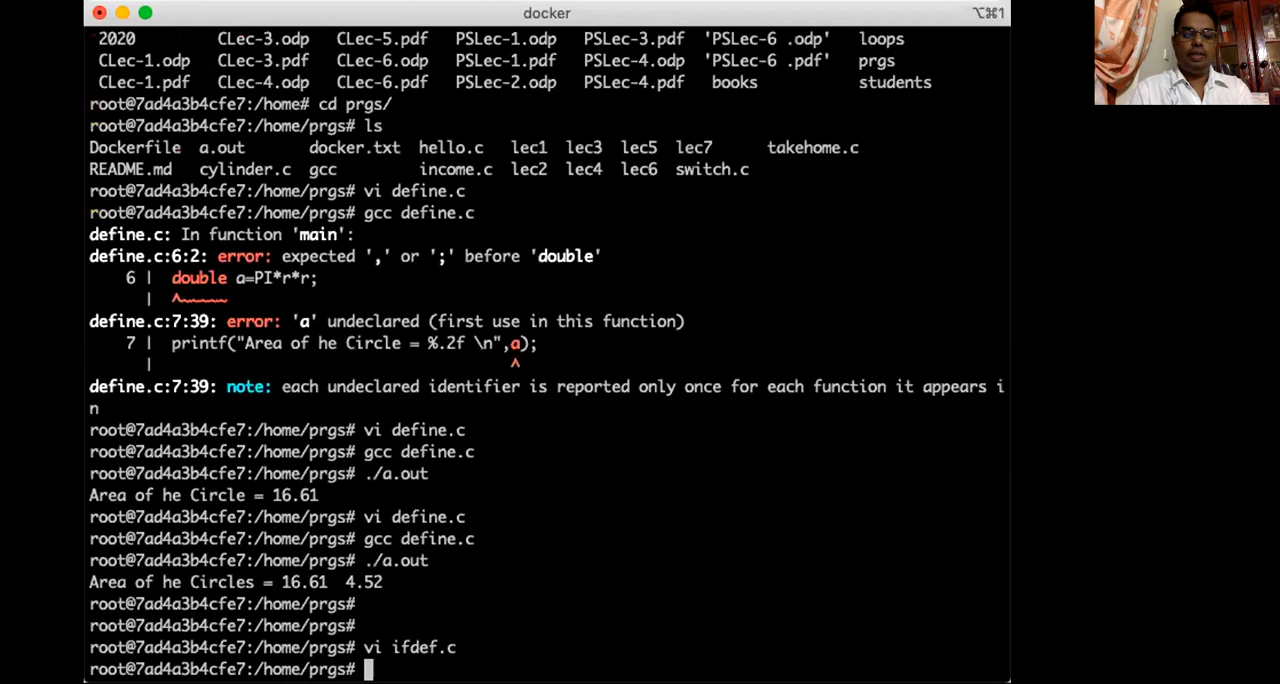 docker
⌥⌘1
2020 CLec-3.odp CLec-5.pdf PSLec-1.odp PSLec-3.pdf 'PSLec-6 .odp' loops
CLec-1.odp CLec-3.pdf CLec-6.odp PSLec-1.pdf PSLec-4.odp 'PSLec-6 .pdf' prgs
CLec-1.pdf CLec-4.odp CLec-6.pdf PSLec-2.odp PSLec-4.pdf books students
root@7ad4a3b4cfe7:/home# cd prgs/
root@7ad4a3b4cfe7:/home/prgs# ls
Dockerfile a.out docker.txt hello.c lec1 lec3 lec5 lec7 takehome.c
README.md cylinder.c gcc income.c lec2 lec4 lec6 switch.c
root@7ad4a3b4cfe7:/home/prgs# vi define.c
root@7ad4a3b4cfe7:/home/prgs# gcc define.c
define.c: In function 'main':
define.c:6:2: error: expected ',' or ';' before 'double'
6 | double a=PI*r*r;
| ^~~~~~
define.c:7:39: error: 'a' undeclared (first use in this function)
7 | printf("Area of he Circle = %.2f \n",a);
| ^
define.c:7:39: note: each undeclared identifier is reported only once for each function it appears i
n
root@7ad4a3b4cfe7:/home/prgs# vi define.c
root@7ad4a3b4cfe7:/home/prgs# gcc define.c
root@7ad4a3b4cfe7:/home/prgs# ./a.out
Area of he Circle = 16.61
root@7ad4a3b4cfe7:/home/prgs# vi define.c
root@7ad4a3b4cfe7:/home/prgs# gcc define.c
root@7ad4a3b4cfe7:/home/prgs# ./a.out
Area of he Circles = 16.61 4.52
root@7ad4a3b4cfe7:/home/prgs#
root@7ad4a3b4cfe7:/home/prgs#
root@7ad4a3b4cfe7:/home/prgs# vi ifdef.c
root@7ad4a3b4cfe7:/home/prgs#